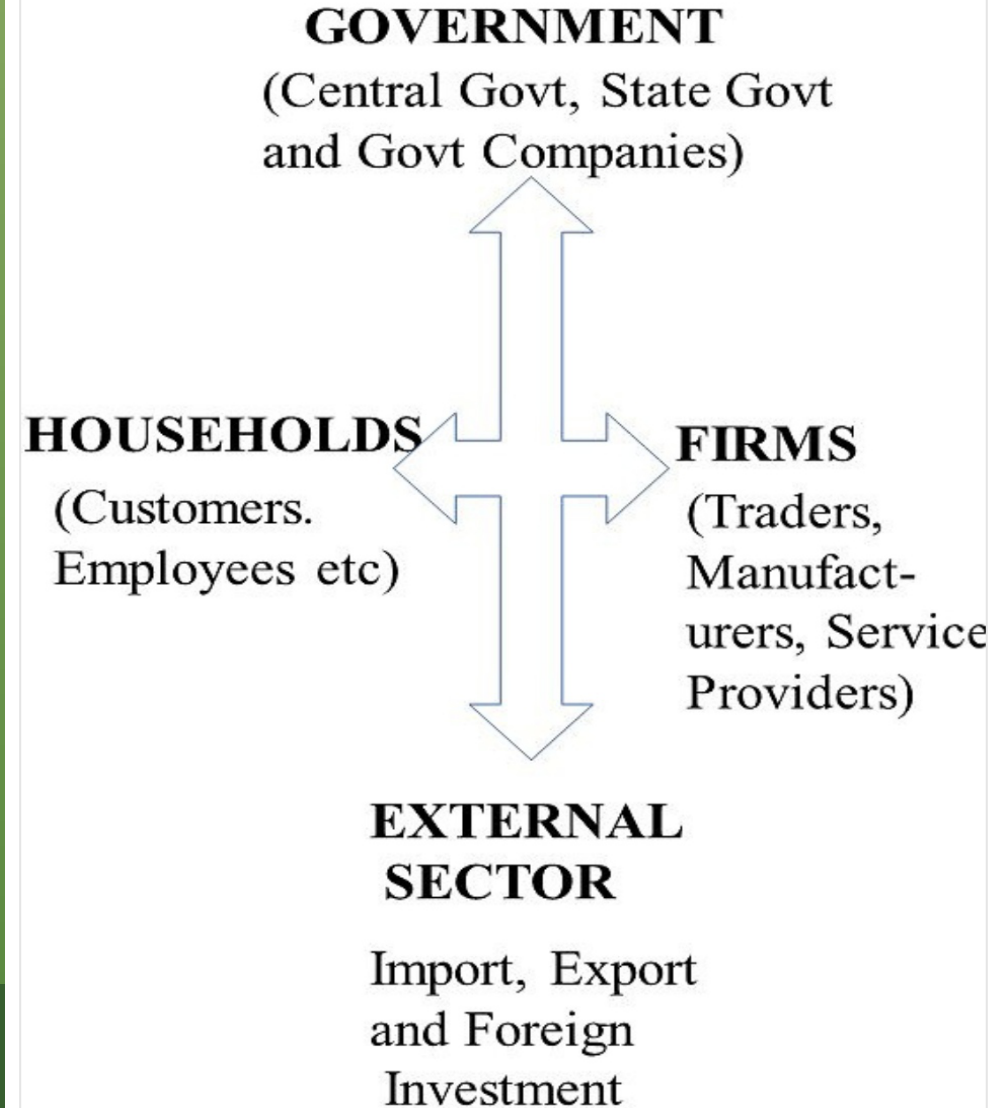 GOVERNMENT
(Central Govt, State Govt
and Govt Companies)
HOUSEHOLDS
(Customers.
Employees etc)
FIRMS
(Traders,
Manufact-
urers, Service
Providers)
EXTERNAL
SECTOR
Import, Export
and Foreign
Investment